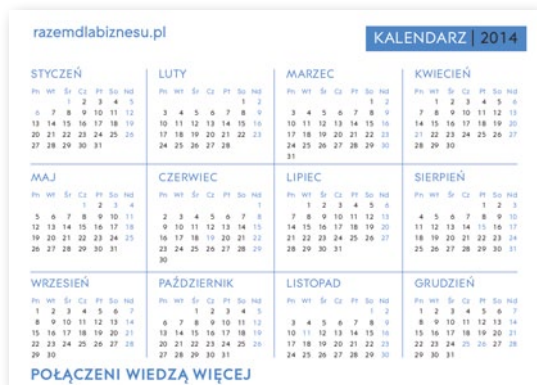 razemdlabiznesu.pl
KALENDARZ | 2014
STYCZEŃ
Pn Wt Śr Cz Pt So Nd
1 2 3 4 5
6 7 8 9 10 11 12
13 14 15 16 17 18 19
20 21 22 23 24 25 26
27 28 29 30 31
LUTY
Pn Wt Śr Cz Pt So Nd
1 2
3 4 5 6 7 8 9
10 11 12 13 14 15 16
17 18 19 20 21 22 23
24 25 26 27 28
MARZEC
Pn Wt Śr Cz Pt So Nd
1 2
3 4 5 6 7 8 9
10 11 12 13 14 15 16
17 18 19 20 21 22 23
24 25 26 27 28 29 30
31
KWIECIEŃ
Pn Wt Śr Cz Pt So Nd
1 2 3 4 5 6
7 8 9 10 11 12 13
14 15 16 17 18 19 20
21 22 23 24 25 26 27
28 29 30
MAJ
Pn Wt Śr Cz Pt So Nd
1 2 3 4
5 6 7 8 9 10 11
12 13 14 15 16 17 18
19 20 21 22 23 24 25
26 27 28 29 30 31
CZERWIEC
Pn Wt Śr Cz Pt So Nd
1
2 3 4 5 6 7 8
9 10 11 12 13 14 15
16 17 18 19 20 21 22
23 24 25 26 27 28 29
30
LIPIEC
Pn Wt Śr Cz Pt So Nd
1 2 3 4 5 6
7 8 9 10 11 12 13
14 15 16 17 18 19 20
21 22 23 24 25 26 27
28 29 30 31
SIERPIEŃ
Pn Wt Śr Cz Pt So Nd
1 2 3
4 5 6 7 8 9 10
11 12 13 14 15 16 17
18 19 20 21 22 23 24
25 26 27 28 29 30 31
WRZESIEŃ
Pn Wt Śr Cz Pt So Nd
1 2 3 4 5 6 7
8 9 10 11 12 13 14
15 16 17 18 19 20 21
22 23 24 25 26 27 28
29 30
PAŹDZIERNIK
Pn Wt Śr Cz Pt So Nd
1 2 3 4 5
6 7 8 9 10 11 12
13 14 15 16 17 18 19
20 21 22 23 24 25 26
27 28 29 30 31
LISTOPAD
Pn Wt Śr Cz Pt So Nd
1 2
3 4 5 6 7 8 9
10 11 12 13 14 15 16
17 18 19 20 21 22 23
24 25 26 27 28 29 30
GRUDZIEŃ
Pn Wt Śr Cz Pt So Nd
1 2 3 4 5 6 7
8 9 10 11 12 13 14
15 16 17 18 19 20 21
22 23 24 25 26 27 28
29 30 31
POŁĄCZENI WIEDZĄ WIĘCEJ